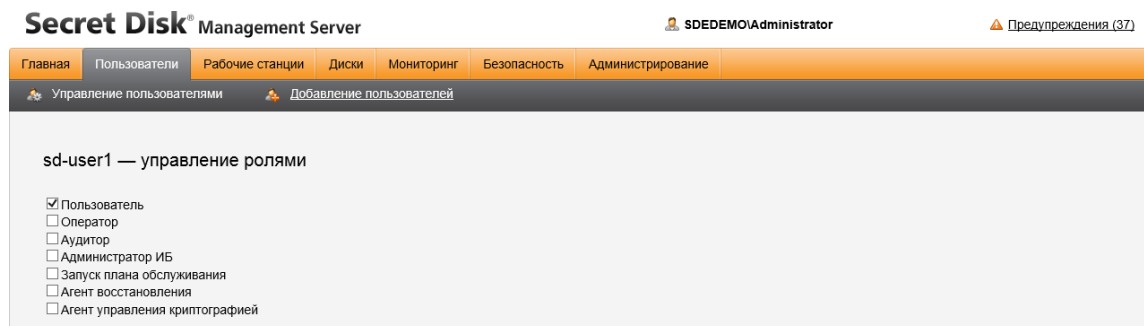 Secret Disk® Management Server
SDEDEMO\Administrator
Предупреждения (37)
Главная Пользователи Рабочие станции Диски Мониторинг Безопасность Администрирование
Управление пользователями Добавление пользователей
sd-user1 — управление ролями
Пользователь
Оператор
Аудитор
Администратор ИБ
Запуск плана обслуживания
Агент восстановления
Агент управления криптографией